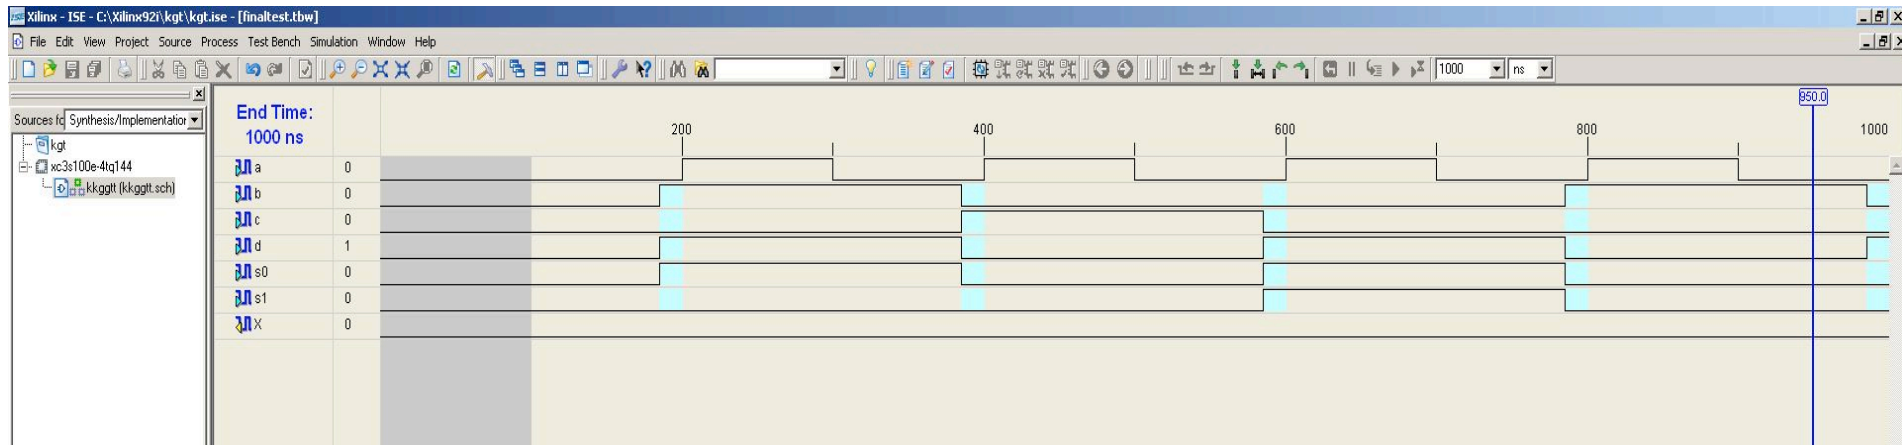 Xilinx - ISE - C:\Xilinx92i\kgt\kgt.ise - [finaltest.tbw]
File Edit View Project Source Process Test Bench Simulation Window Help
1000 ns
Sources fo Synthesis/Implementation
kgt
xc3s100e-4tq144
kkggtt (kkggtt.sch)
End Time:
1000 ns
950.0
200 400 600 800 1000
a 0
b 0
c 0
d 1
s0 0
s1 0
X 0